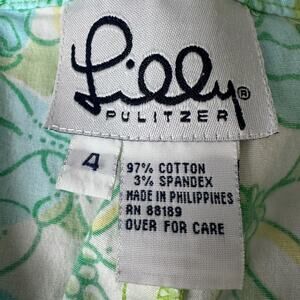 Lilly®
PULITZER
4
97% COTTON
3% SPANDEX
MADE IN PHILIPPINES
RN 88189
OVER FOR CARE